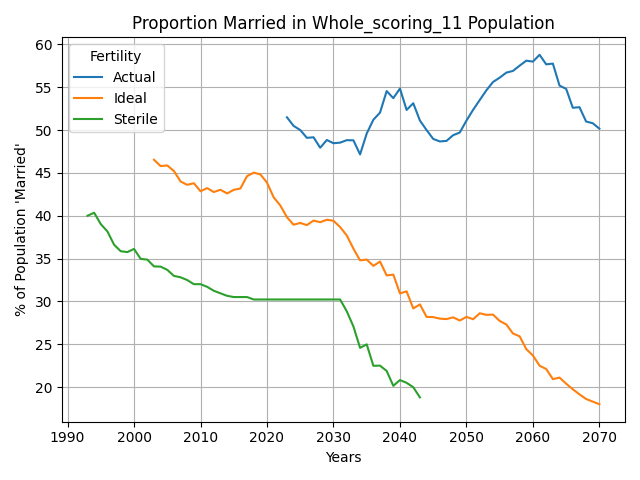 Proportion Married in Whole_scoring_11 Population
60
55
50
45
40
35
30
25
20
% of Population 'Married'
Fertility
Actual
Ideal
Sterile
1990 2000 2010 2020 2030 2040 2050 2060 2070
Years